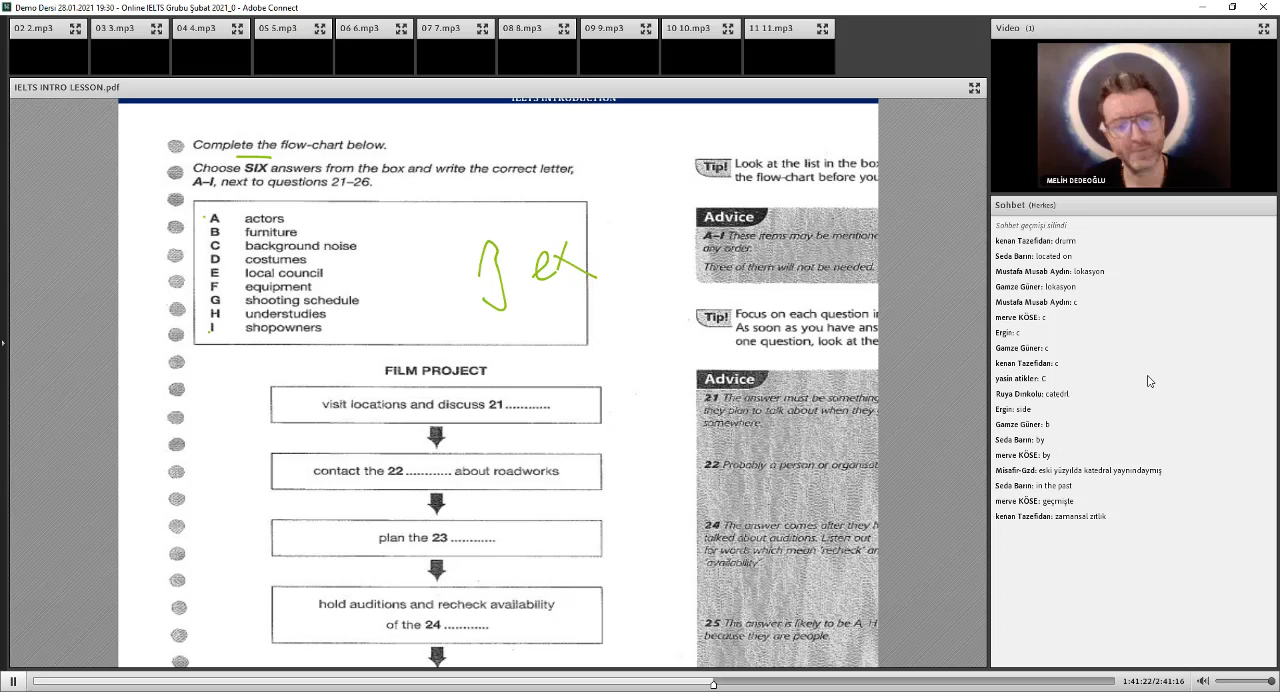 Demo Dersi 28.01.2021 19:30 - Online IELTS Grubu Şubat 2021_0 - Adobe Connect
02 2.mp3
03 3.mp3
04 4.mp3
05 5.mp3
06 6.mp3
07 7.mp3
08 8.mp3
09 9.mp3
10 10.mp3
11 11.mp3
IELTS INTRO LESSON.pdf
IELTS INTRODUCTION
Complete the flow-chart below.
Choose SIX answers from the box and write the correct letter,
A–I, next to questions 21–26.
A actors
B furniture
C background noise
D costumes
E local council
F equipment
G shooting schedule
H understudies
I shopowners
3 ex
FILM PROJECT
visit locations and discuss 21 ............
contact the 22 ............ about roadworks
plan the 23 ............
hold auditions and recheck availability
of the 24 ............
Tip! Look at the list in the box
the flow-chart before you
Advice
A–I These items may be mentione
any order.
Three of them will not be needed.
Tip! Focus on each question i
As soon as you have ans
one question, look at the
Advice
21 The answer must be something
they plan to talk about when they
somewhere.
22 Probably a person or organisat
24 The answer comes after they h
talked about auditions. Listen out
for words which mean 'recheck' a
'availability'.
25 This answer is likely to be A, H
because they are people.
Video (1)
MELİH DEDEOĞLU
Sohbet (Herkes)
Sohbet geçmişi silindi
kenan Tazefidan: drurm
Seda Barın: located on
Mustafa Musab Aydın: lokasyon
Gamze Güner: lokasyon
Mustafa Musab Aydın: c
merve KÖSE: c
Ergin: c
Gamze Güner: c
kenan Tazefidan: c
yasin atikler: C
Ruya Dinkolu: catedrl
Ergin: side
Gamze Güner: b
Seda Barın: by
merve KÖSE: by
Misafir-Gzd: eski yüzyılda katedral yaynındaymış
Seda Barın: in the past
merve KÖSE: geçmişte
kenan Tazefidan: zamansal zıtlık
1:41:22/2:41:16